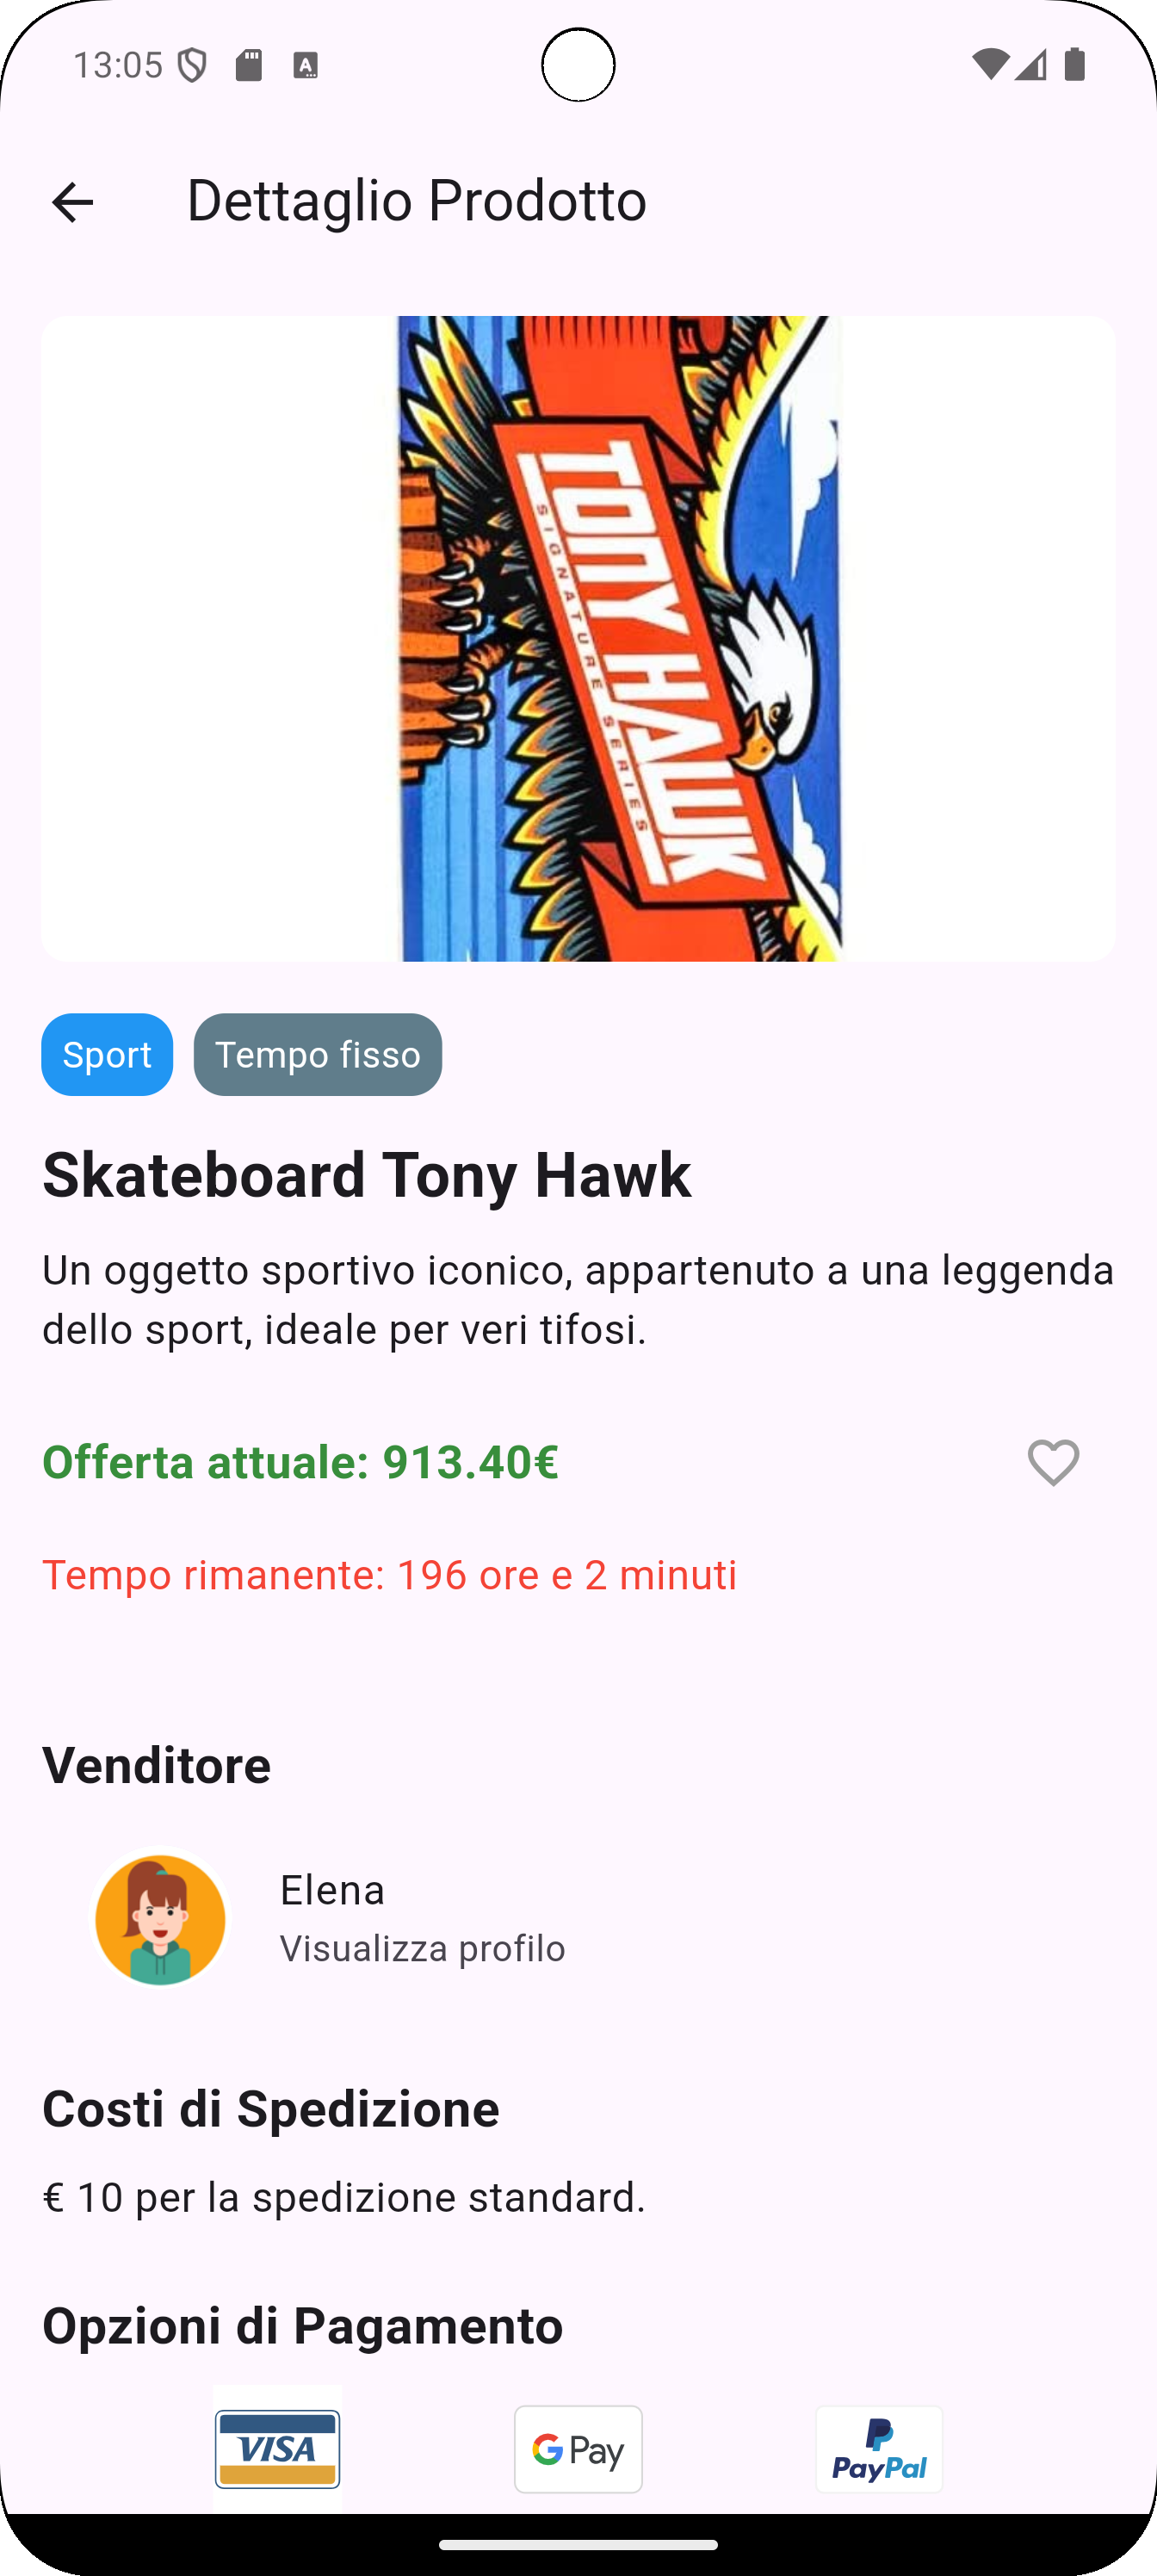 13:05
Dettaglio Prodotto
TONY HAWK
SIGNATURE SERIES
Sport
Tempo fisso
Skateboard Tony Hawk
Un oggetto sportivo iconico, appartenuto a una leggenda
dello sport, ideale per veri tifosi.
Offerta attuale: 913.40€
Tempo rimanente: 196 ore e 2 minuti
Venditore
Elena
Visualizza profilo
Costi di Spedizione
€ 10 per la spedizione standard.
Opzioni di Pagamento
VISA
G Pay
PayPal